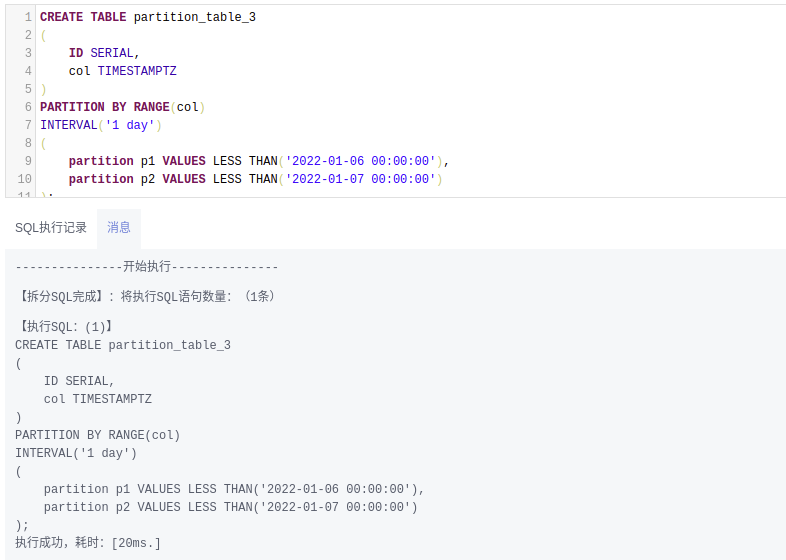 1 CREATE TABLE partition_table_3
2 (
3     ID SERIAL,
4     col TIMESTAMPTZ
5 )
6 PARTITION BY RANGE(col)
7 INTERVAL('1 day')
8 (
9     partition p1 VALUES LESS THAN('2022-01-06 00:00:00'),
10     partition p2 VALUES LESS THAN('2022-01-07 00:00:00')
11 );
SQL执行记录 消息
---------------开始执行---------------
【拆分SQL完成】：将执行SQL语句数量：（1条）
【执行SQL：(1)】
CREATE TABLE partition_table_3
(
    ID SERIAL,
    col TIMESTAMPTZ
)
PARTITION BY RANGE(col)
INTERVAL('1 day')
(
    partition p1 VALUES LESS THAN('2022-01-06 00:00:00'),
    partition p2 VALUES LESS THAN('2022-01-07 00:00:00')
);
执行成功，耗时：[20ms.]